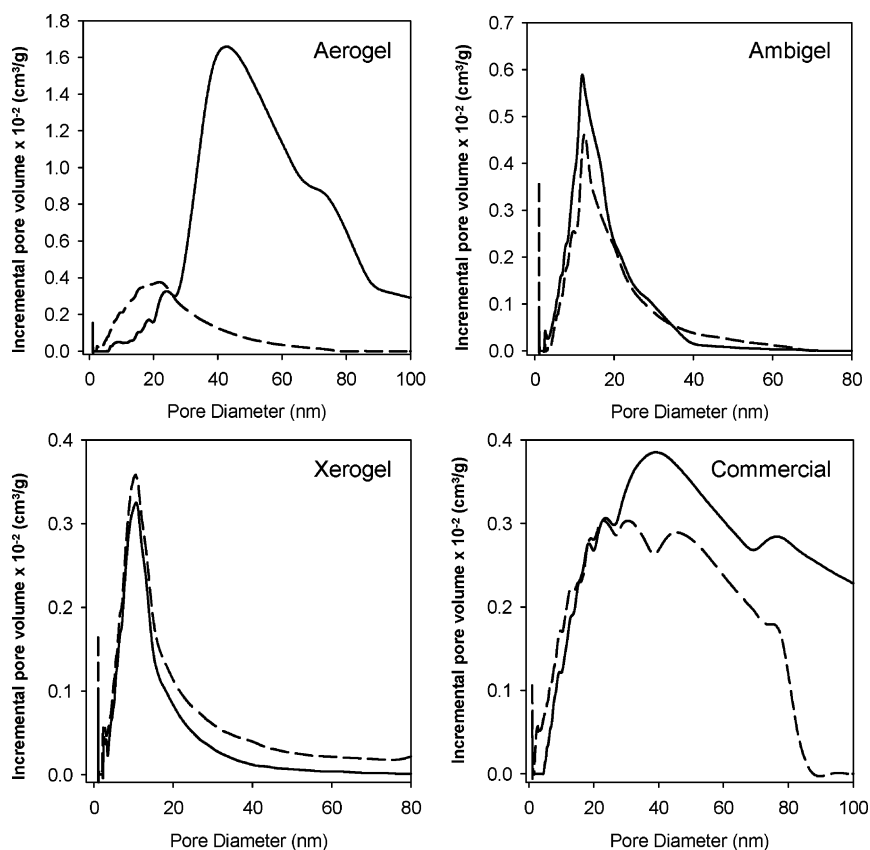 Aerogel
Incremental pore volume x 10⁻² (cm³/g)
1.8
1.6
1.4
1.2
1.0
0.8
0.6
0.4
0.2
0.0
0 20 40 60 80 100
Pore Diameter (nm)
Ambigel
Incremental pore volume x 10⁻² (cm³/g)
0.7
0.6
0.5
0.4
0.3
0.2
0.1
0.0
0 20 40 60 80
Pore Diameter (nm)
Xerogel
Incremental pore volume x 10⁻² (cm³/g)
0.4
0.3
0.2
0.1
0.0
0 20 40 60 80
Pore Diameter (nm)
Commercial
Incremental pore volume x 10⁻² (cm³/g)
0.4
0.3
0.2
0.1
0.0
0 20 40 60 80 100
Pore Diameter (nm)